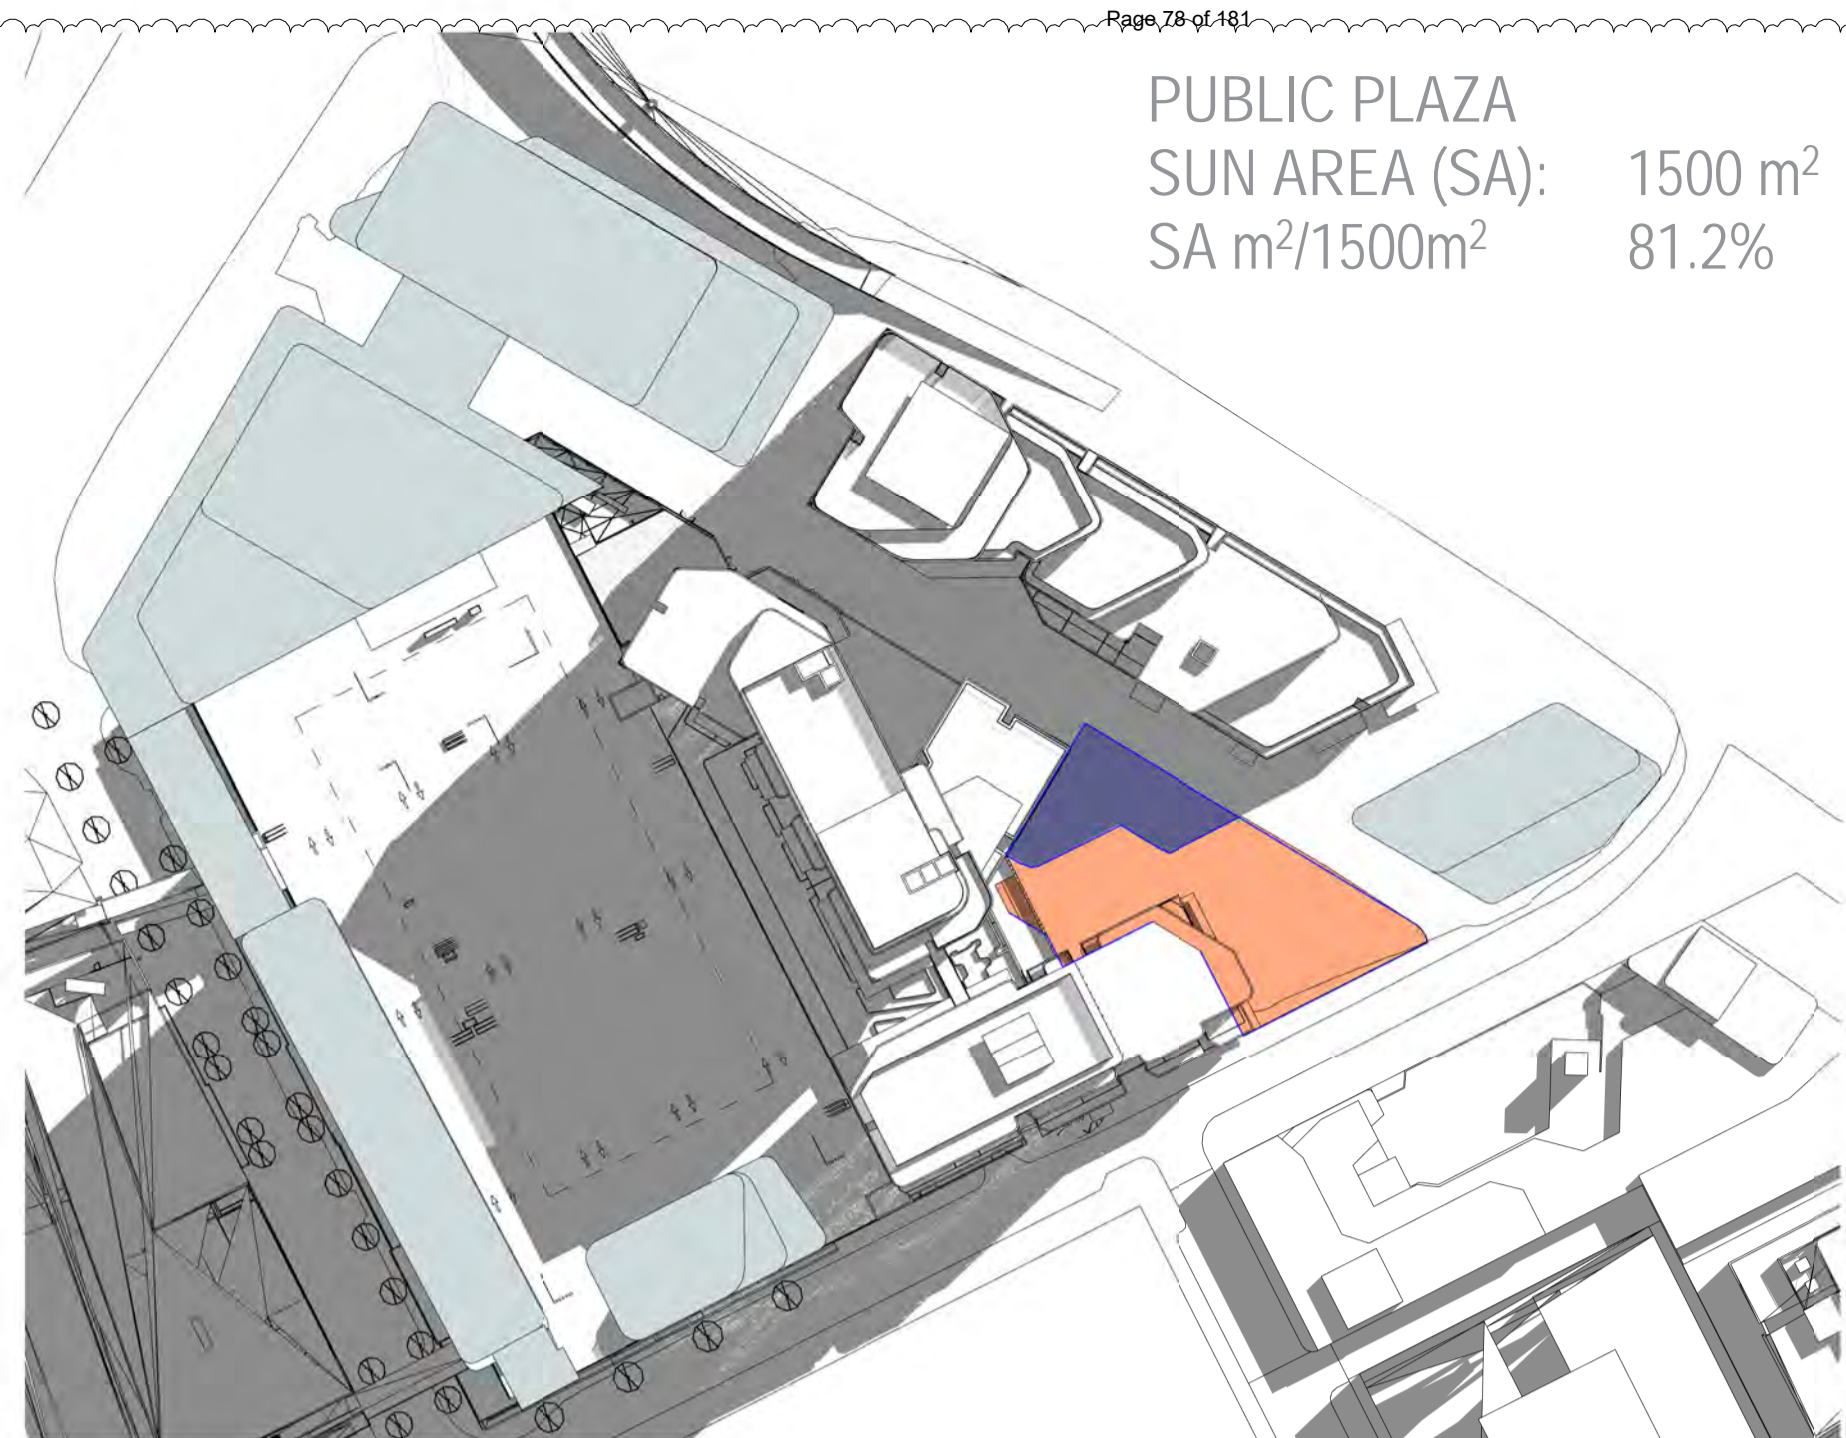 Page 78 of 181
PUBLIC PLAZA
SUN AREA (SA): 1500 m²
SA m²/1500m² 81.2%